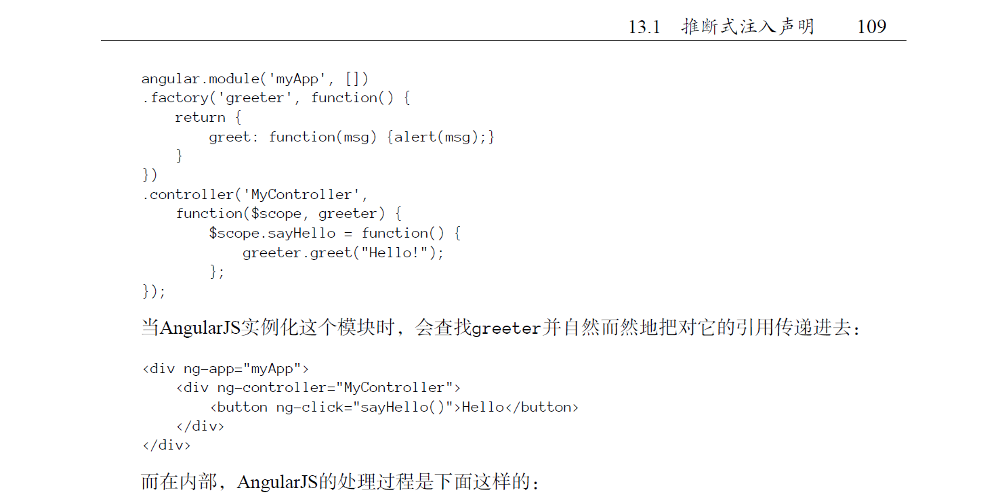 13.1 推断式注入声明 109
angular.module('myApp', [])
.factory('greeter', function() {
    return {
        greet: function(msg) {alert(msg);}
    }
})
.controller('MyController',
    function($scope, greeter) {
        $scope.sayHello = function() {
            greeter.greet("Hello!");
        };
});
当AngularJS实例化这个模块时，会查找greeter并自然而然地把对它的引用传递进去：
<div ng-app="myApp">
    <div ng-controller="MyController">
        <button ng-click="sayHello()">Hello</button>
    </div>
</div>
而在内部，AngularJS的处理过程是下面这样的：